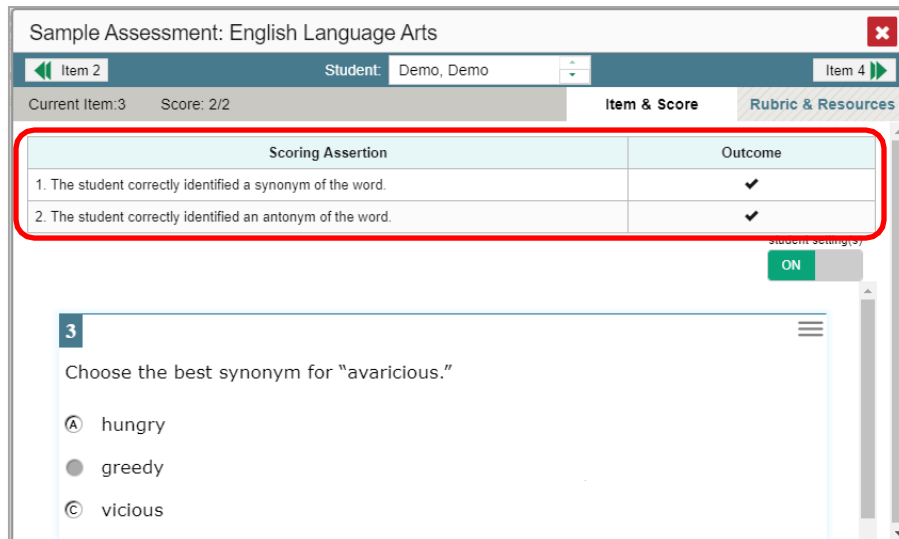 Sample Assessment: English Language Arts
Item 2
Student: Demo, Demo
Item 4
Current Item:3 Score: 2/2
Item & Score
Rubric & Resources
Scoring Assertion Outcome
1. The student correctly identified a synonym of the word. ✔
2. The student correctly identified an antonym of the word. ✔
student setting(s)
ON
3
Choose the best synonym for “avaricious.”
A hungry
greedy
C vicious